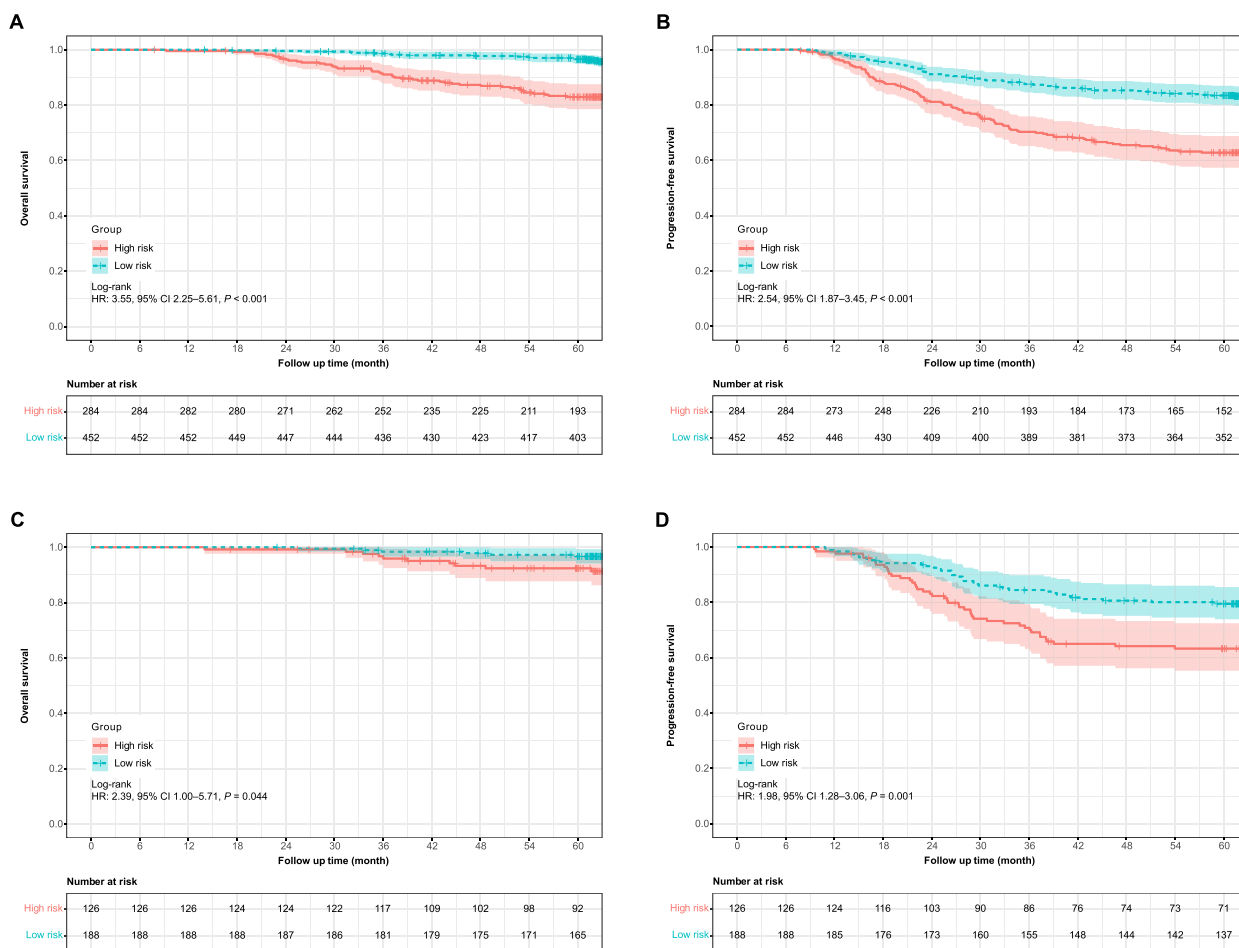 A
1.0
0.8
0.6
0.4
0.2
0.0
Overall survival
Group
High risk
Low risk
Log-rank
HR: 3.55, 95% CI 2.25–5.61, P < 0.001
0 6 12 18 24 30 36 42 48 54 60
Follow up time (month)
Number at risk
High risk 284 284 282 280 271 262 252 235 225 211 193
Low risk 452 452 452 449 447 444 436 430 423 417 403
B
1.0
0.8
0.6
0.4
0.2
0.0
Progression-free survival
Group
High risk
Low risk
Log-rank
HR: 2.54, 95% CI 1.87–3.45, P < 0.001
0 6 12 18 24 30 36 42 48 54 60
Follow up time (month)
Number at risk
High risk 284 284 273 248 226 210 193 184 173 165 152
Low risk 452 452 446 430 409 400 389 381 373 364 352
C
1.0
0.8
0.6
0.4
0.2
0.0
Overall survival
Group
High risk
Low risk
Log-rank
HR: 2.39, 95% CI 1.00–5.71, P = 0.044
0 6 12 18 24 30 36 42 48 54 60
Follow up time (month)
Number at risk
High risk 126 126 126 124 124 122 117 109 102 98 92
Low risk 188 188 188 188 187 186 181 179 175 171 165
D
1.0
0.8
0.6
0.4
0.2
0.0
Progression-free survival
Group
High risk
Low risk
Log-rank
HR: 1.98, 95% CI 1.28–3.06, P = 0.001
0 6 12 18 24 30 36 42 48 54 60
Follow up time (month)
Number at risk
High risk 126 126 124 116 103 90 86 76 74 73 71
Low risk 188 188 185 176 173 160 155 148 144 142 137